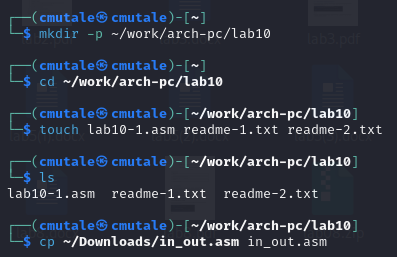 ┌──(cmutale㉿cmutale)-[~]
└─$ mkdir -p ~/work/arch-pc/lab10
┌──(cmutale㉿cmutale)-[~]
└─$ cd ~/work/arch-pc/lab10
┌──(cmutale㉿cmutale)-[~/work/arch-pc/lab10]
└─$ touch lab10-1.asm readme-1.txt readme-2.txt
┌──(cmutale㉿cmutale)-[~/work/arch-pc/lab10]
└─$ ls
lab10-1.asm  readme-1.txt  readme-2.txt
┌──(cmutale㉿cmutale)-[~/work/arch-pc/lab10]
└─$ cp ~/Downloads/in_out.asm in_out.asm